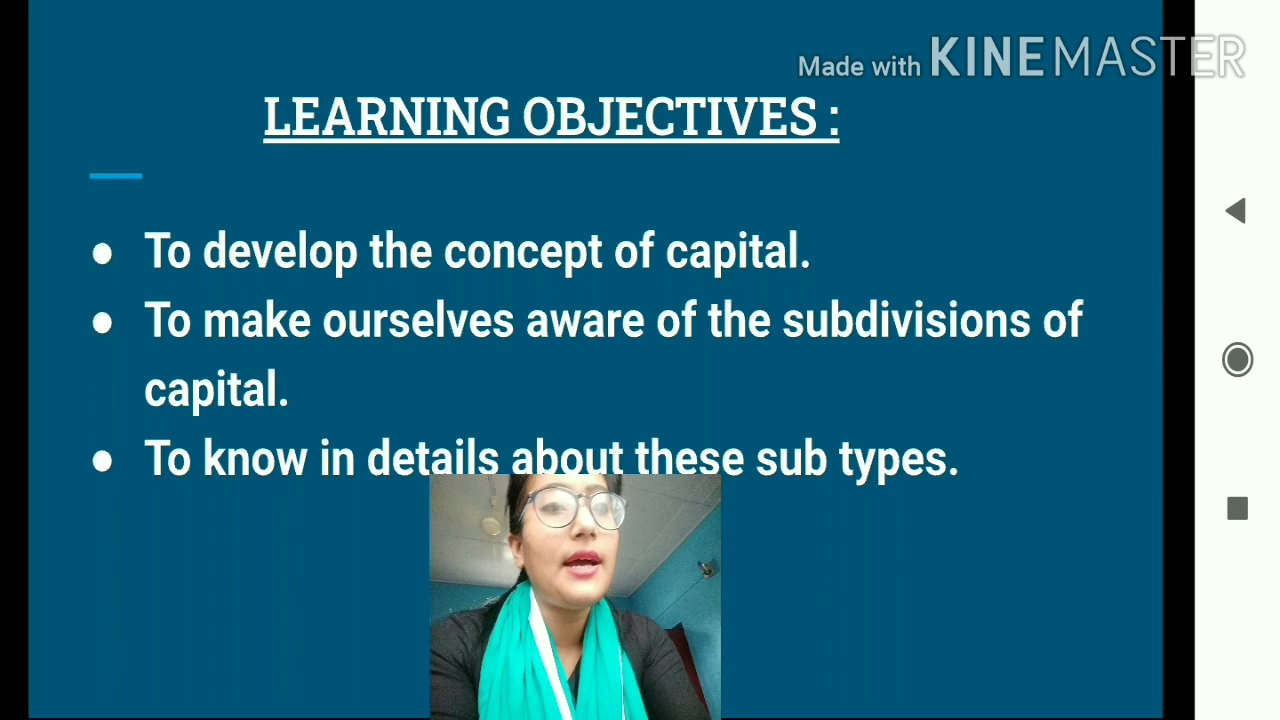 Made with KINEMASTER
LEARNING OBJECTIVES :
● To develop the concept of capital.
● To make ourselves aware of the subdivisions of
capital.
● To know in details about these sub types.